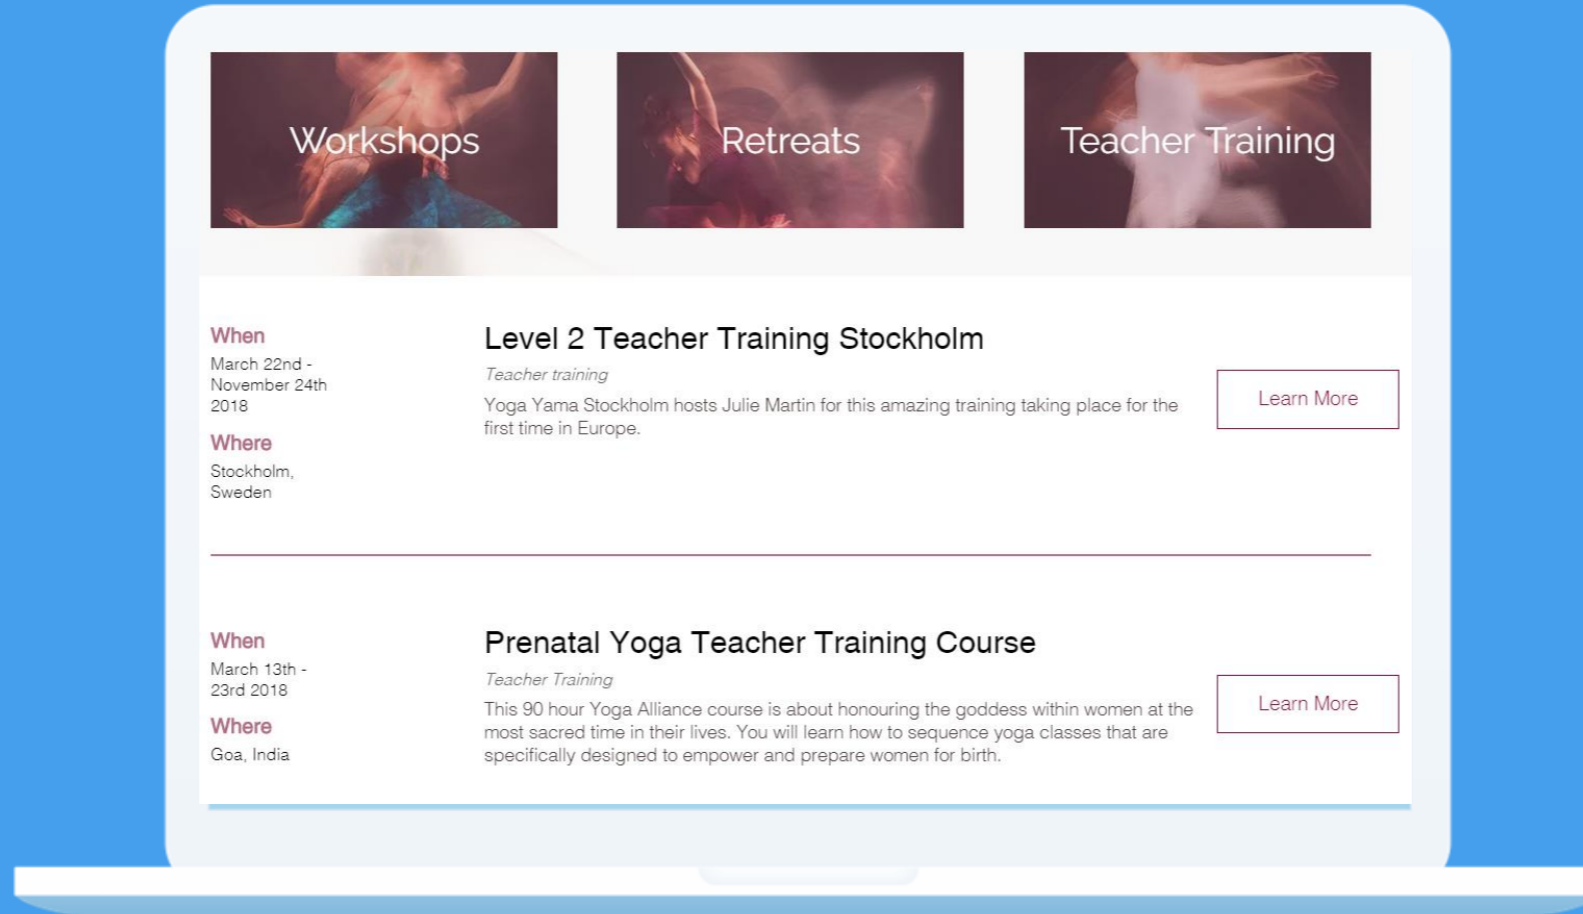 Workshops
Retreats
Teacher Training
When
March 22nd -
November 24th
2018
Where
Stockholm,
Sweden
Level 2 Teacher Training Stockholm
Teacher training
Yoga Yama Stockholm hosts Julie Martin for this amazing training taking place for the
first time in Europe.
Learn More
When
March 13th -
23rd 2018
Where
Goa, India
Prenatal Yoga Teacher Training Course
Teacher Training
This 90 hour Yoga Alliance course is about honouring the goddess within women at the
most sacred time in their lives. You will learn how to sequence yoga classes that are
specifically designed to empower and prepare women for birth.
Learn More